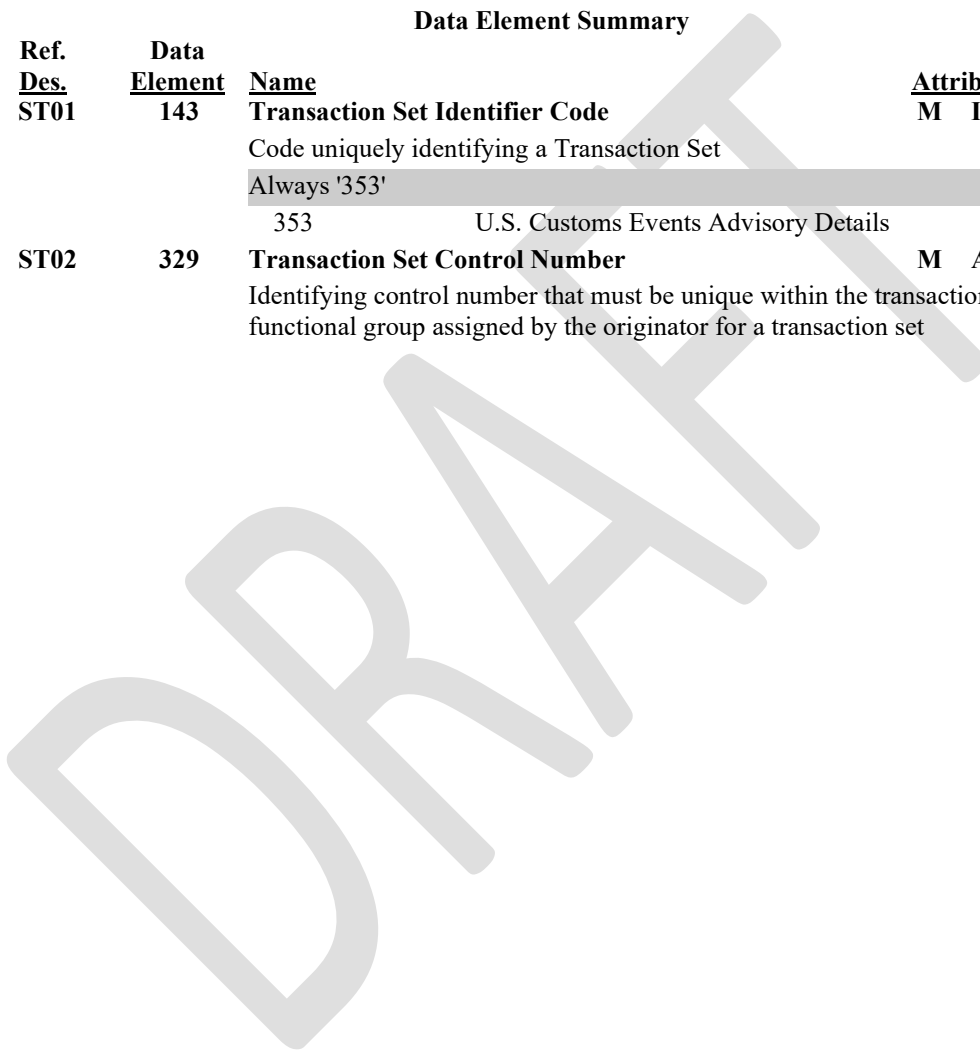 Data Element Summary
Ref. Data
Des. Element Name Attrib
ST01 143 Transaction Set Identifier Code M I
Code uniquely identifying a Transaction Set
Always '353'
353 U.S. Customs Events Advisory Details
ST02 329 Transaction Set Control Number M A
Identifying control number that must be unique within the transaction
functional group assigned by the originator for a transaction set
DRAFT